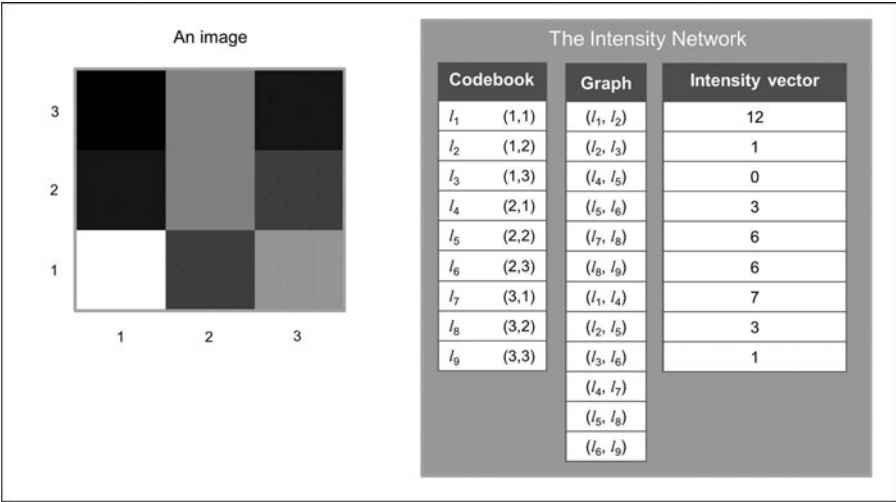 An image
3
2
1
1 2 3
The Intensity Network
Codebook Graph Intensity vector
l₁ (1,1) (l₁, l₂) 12
l₂ (1,2) (l₂, l₃) 1
l₃ (1,3) (l₄, l₅) 0
l₄ (2,1) (l₅, l₆) 3
l₅ (2,2) (l₇, l₈) 6
l₆ (2,3) (l₈, l₉) 6
l₇ (3,1) (l₁, l₄) 7
l₈ (3,2) (l₂, l₅) 3
l₉ (3,3) (l₃, l₆) 1
(l₄, l₇)
(l₅, l₈)
(l₆, l₉)